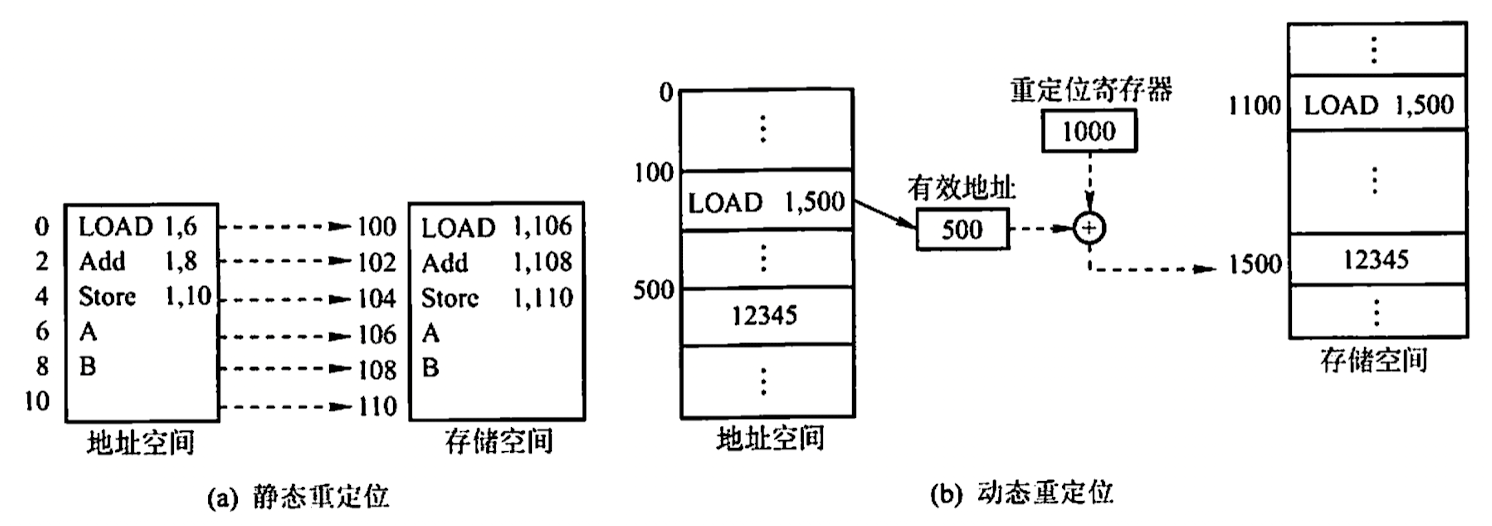 0 LOAD 1,6 100 LOAD 1,106
2 Add 1,8 102 Add 1,108
4 Store 1,10 104 Store 1,110
6 A 106 A
8 B 108 B
10 110
地址空间 存储空间
(a) 静态重定位
0
⋮
100
LOAD 1,500
⋮
500
12345
⋮
地址空间
有效地址
500
重定位寄存器
1000
+
⋮
1100 LOAD 1,500
⋮
1500 12345
⋮
存储空间
(b) 动态重定位